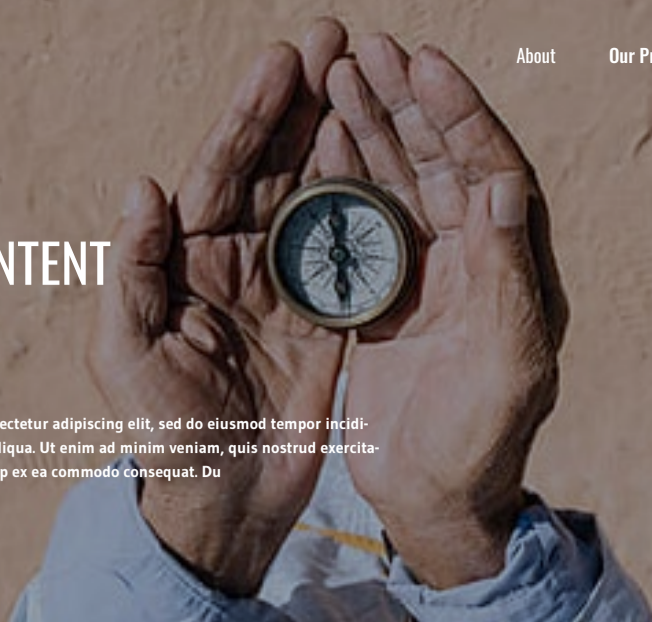 About Our
NTENT
ectetur adipiscing elit, sed do eiusmod tempor incidi-
liqua. Ut enim ad minim veniam, quis nostrud exercita-
p ex ea commodo consequat. Du